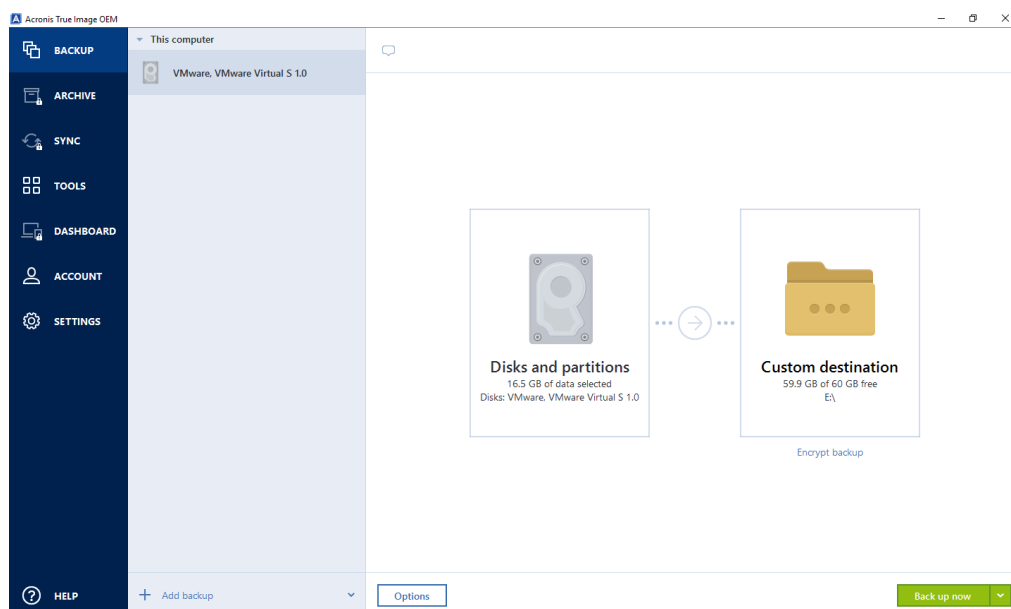 Acronis True Image OEM
BACKUP
ARCHIVE
SYNC
TOOLS
DASHBOARD
ACCOUNT
SETTINGS
HELP
This computer
VMware, VMware Virtual S 1.0
Add backup
Disks and partitions
16.5 GB of data selected
Disks: VMware, VMware Virtual S 1.0
Custom destination
59.9 GB of 60 GB free
E:\
Encrypt backup
Options
Back up now